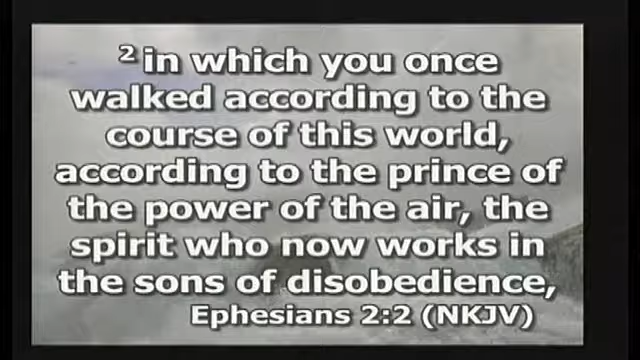 2 in which you once
walked according to the
course of this world,
according to the prince of
the power of the air, the
spirit who now works in
the sons of disobedience,
Ephesians 2:2 (NKJV)